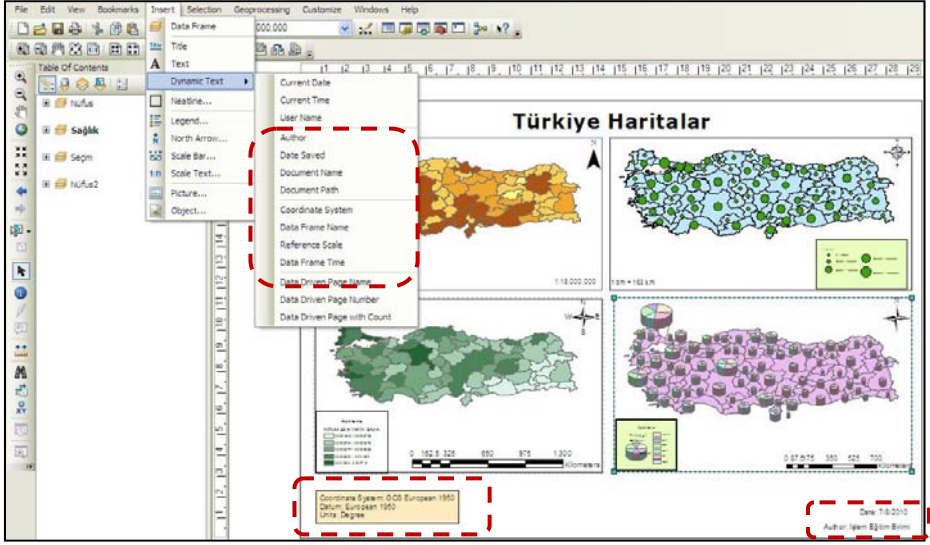 File Edit View Bookmarks Insert Selection Geoprocessing Customize Windows Help
Data Frame
Title
Text
Dynamic Text
Neatline...
Legend...
North Arrow...
Scale Bar...
Scale Text...
Picture...
Object...
Current Date
Current Time
User Name
Author
Date Saved
Document Name
Document Path
Coordinate System
Data Frame Name
Reference Scale
Data Frame Time
Data Driven Page Name
Data Driven Page Number
Data Driven Page with Count
Table Of Contents
Nüfus
Sağlık
Seçim
Nüfus2
Türkiye Haritalar
1:18.000.000
1 cm = 183 km
0 162,5 325 650 975 1,300
Kilometers
Kilometers
Coordinate System: GCS European 1950
Datum: European 1950
Units: Degree
Date: 7/8/2010
Author: İşlem Eğitim Birimi